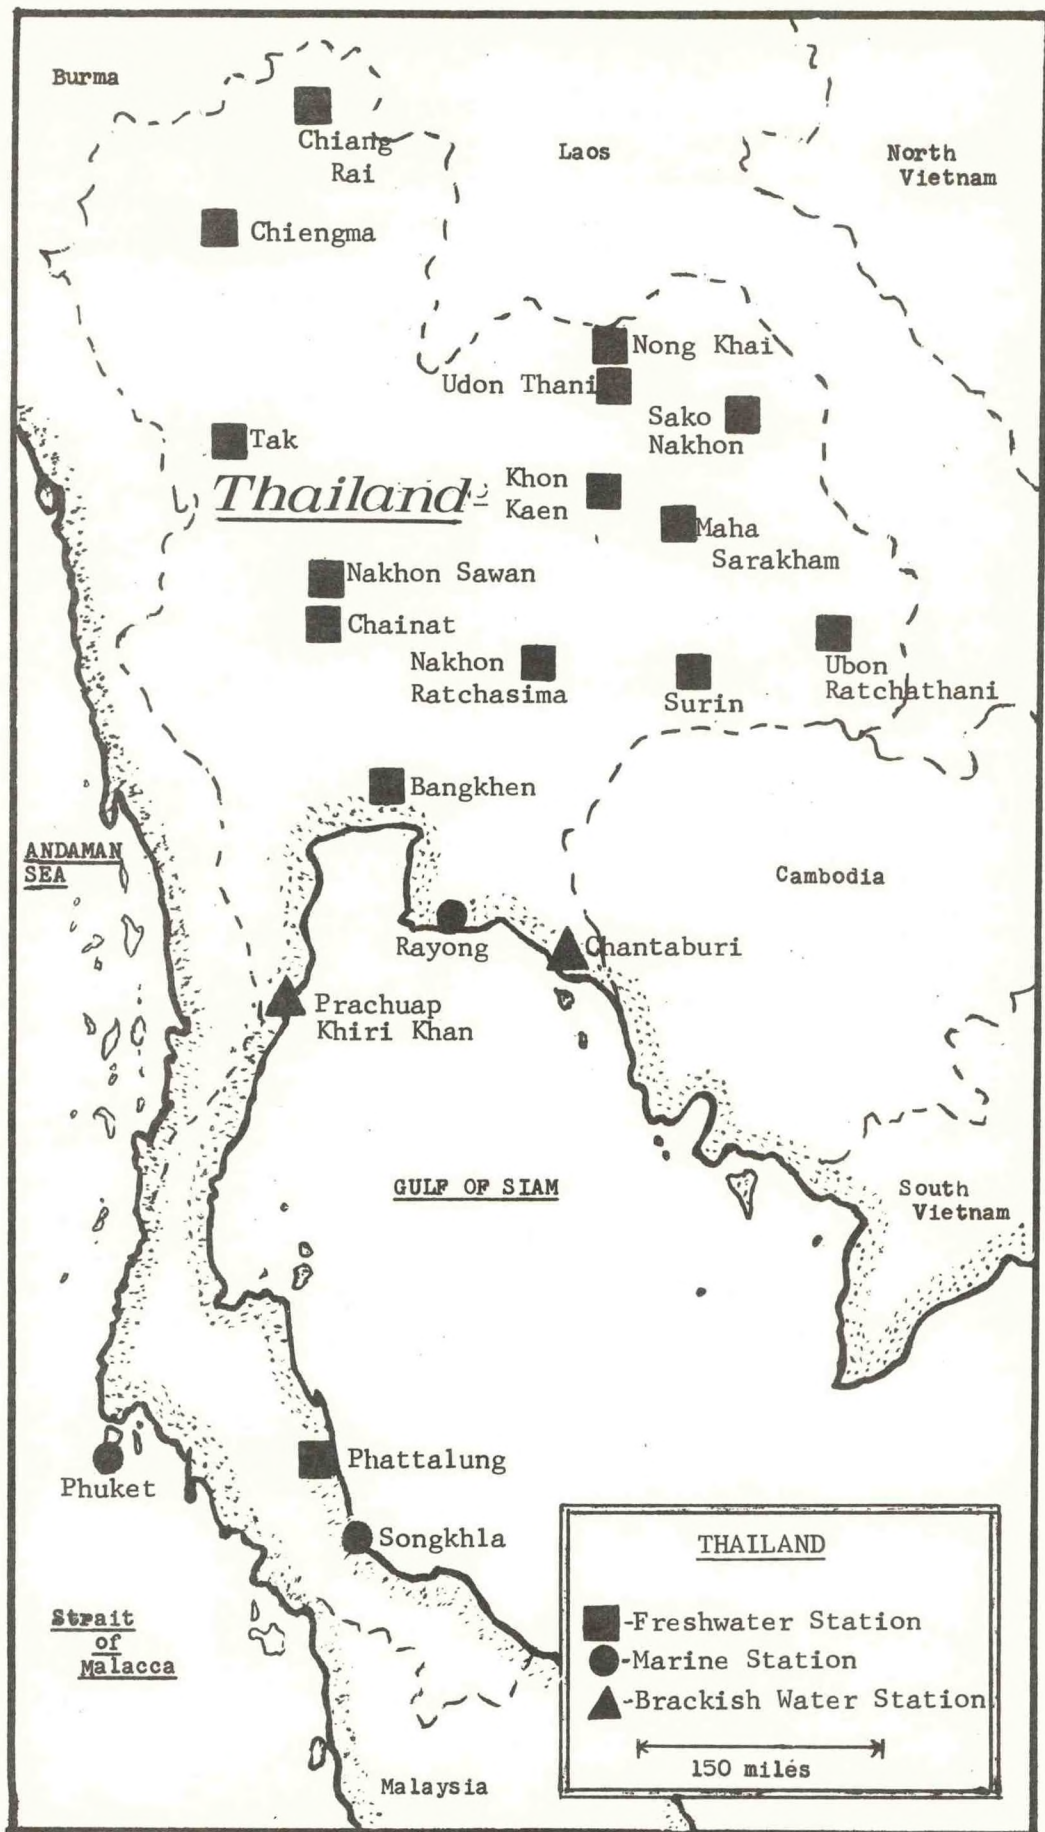 Burma
Chiang
Rai
Laos
North
Vietnam
Chiengma
Nong Khai
Udon Thani
Sako
Nakhon
Tak
Thailand
Khon
Kaen
Maha
Sarakham
Nakhon Sawan
Chainat
Nakhon
Ratchasima
Surin
Ubon
Ratchathani
Bangkhen
ANDAMAN
SEA
Cambodia
Rayong
Chantaburi
Prachuap
Khiri Khan
GULF OF SIAM
South
Vietnam
Phattalung
Phuket
Songkhla
Strait
of
Malacca
Malaysia
THAILAND
-Freshwater Station
-Marine Station
-Brackish Water Station
150 miles